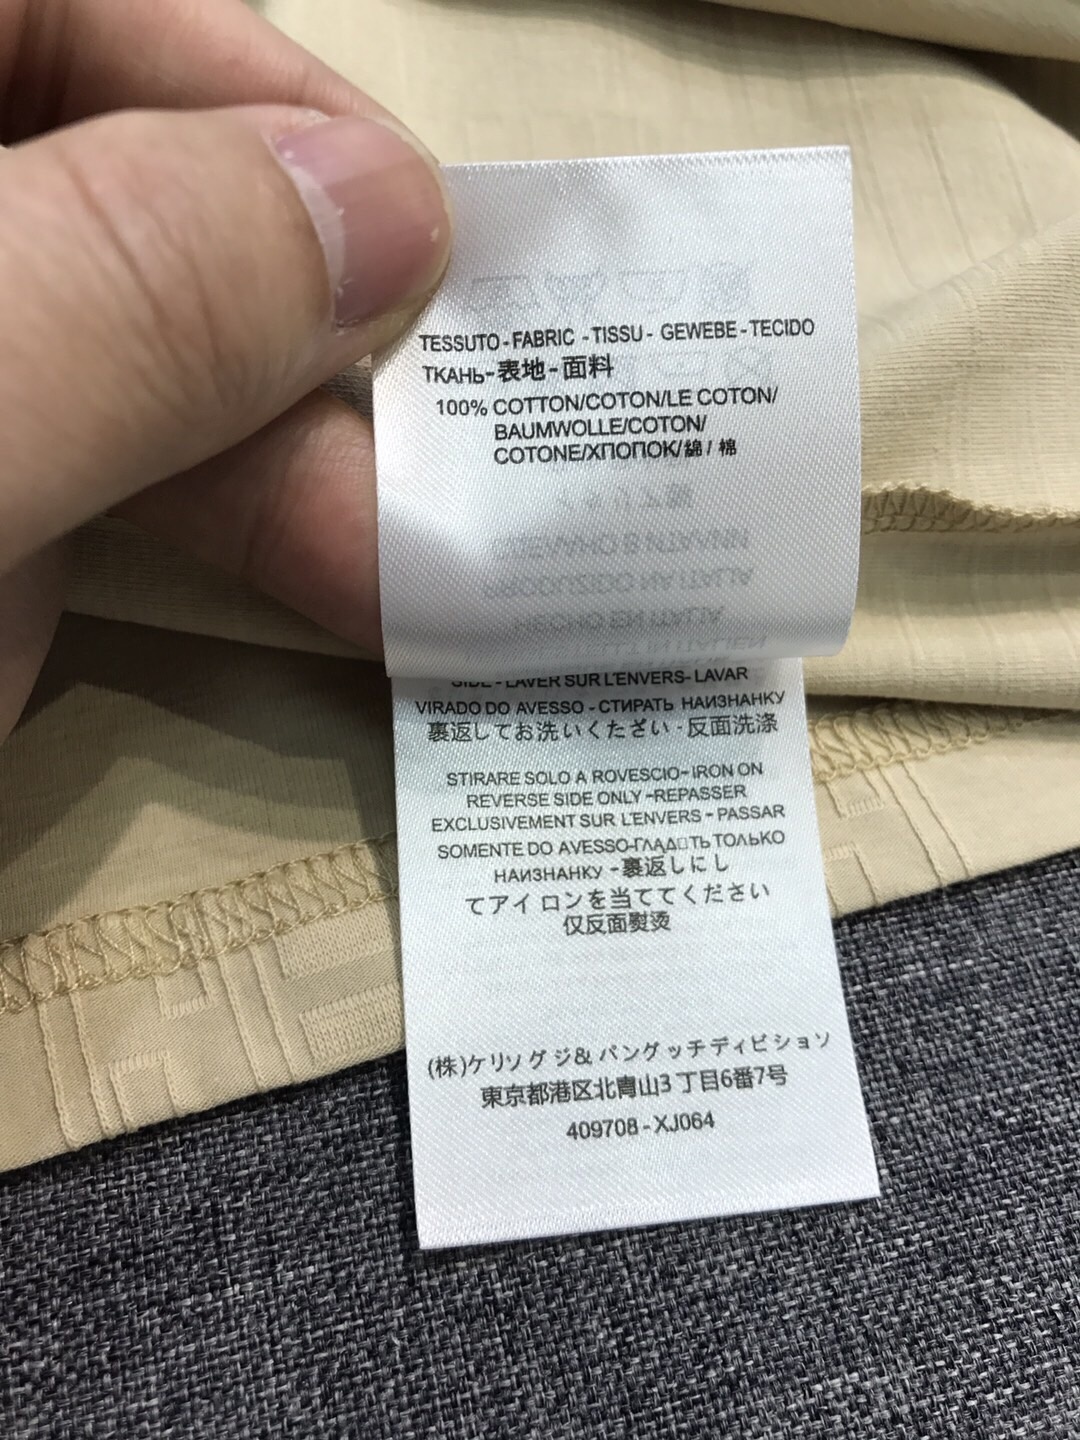 TESSUTO - FABRIC - TISSU - GEWEBE - TECIDO
ТКАНЬ-表地-面料
100% COTTON/COTON/LE COTON/
BAUMWOLLE/COTON/
COTONE/ХПОПОК/綿/棉
SIDE - LAVER SUR L'ENVERS- LAVAR
VIRADO DO AVESSO - СТИРАТЬ НАИЗНАНКУ
裏返してお洗いくたざい·反面洗涤
STIRARE SOLO A ROVESCIO-IRON ON
REVERSE SIDE ONLY -REPASSER
EXCLUSIVEMENT SUR L'ENVERS - PASSAR
SOMENTE DO AVESSO-ГЛАД□ТЬ ТОЛЬКО
НАИЗНАНКУ -裏返しにし
てアイロンを当ててください
仅反面熨烫
(株)ケリソグジ& パングッチディビション
東京都港区北青山3丁目6番7号
409708-XJ064